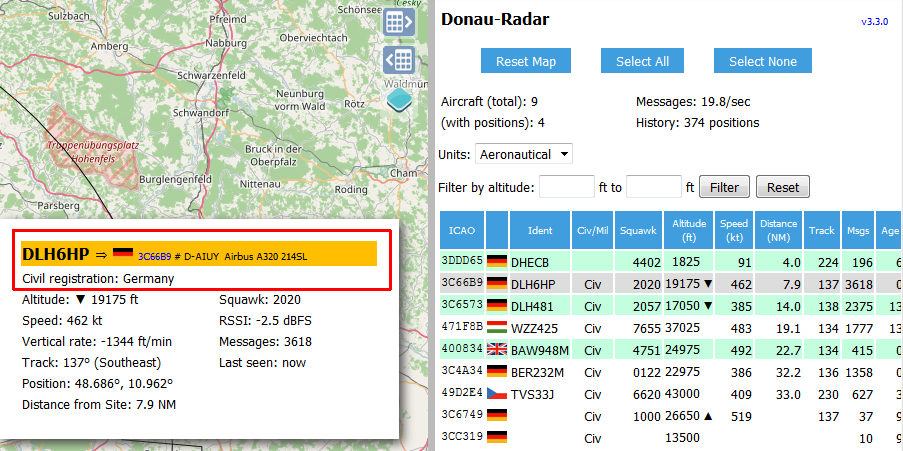 Schönsee
Česky
Amberg
Pfreimd
Nabburg
Oberviechtach
Schwarzenfeld
Neunburg
vorm Wald
Rötz
Waldmün
Schwandorf
Truppenübungsplatz
Hohenfels
Bruck in der
Oberpfalz
Cham
Burglengenfeld
Nittenau
Roding
Parsberg
DLH6HP ⇒ 3C66B9 # D-AIUY Airbus A320 214SL
Civil registration: Germany
Altitude: ▼ 19175 ft Squawk: 2020
Speed: 462 kt RSSI: -2.5 dBFS
Vertical rate: -1344 ft/min Messages: 3618
Track: 137° (Southeast) Last seen: now
Position: 48.686°, 10.962°
Distance from Site: 7.9 NM
Donau-Radar v3.3.0
Reset Map Select All Select None
Aircraft (total): 9 Messages: 19.8/sec
(with positions): 4 History: 374 positions
Units: Aeronautical
Filter by altitude: ft to ft Filter Reset
ICAO Ident Civ/Mil Squawk Altitude (ft) Speed (kt) Distance (NM) Track Msgs Age
3DDD65 DHECB 4402 1825 91 4.0 224 196 6
3C66B9 DLH6HP Civ 2020 19175 ▼ 462 7.9 137 3618 0
3C6573 DLH481 Civ 2057 17050 ▼ 385 14.0 138 2375 13
471F8B WZZ425 Civ 7655 37025 483 19.1 134 1777 13
400834 BAW948M Civ 4751 24975 492 22.7 134 415 0
3C4A34 BER232M Civ 0122 22975 386 32.2 136 1358 0
49D2E4 TVS33J Civ 6620 43000 409 33.0 230 627 3
3C6749 Civ 1000 26650 ▲ 519 137 37 9
3CC319 Civ 13500 10 9